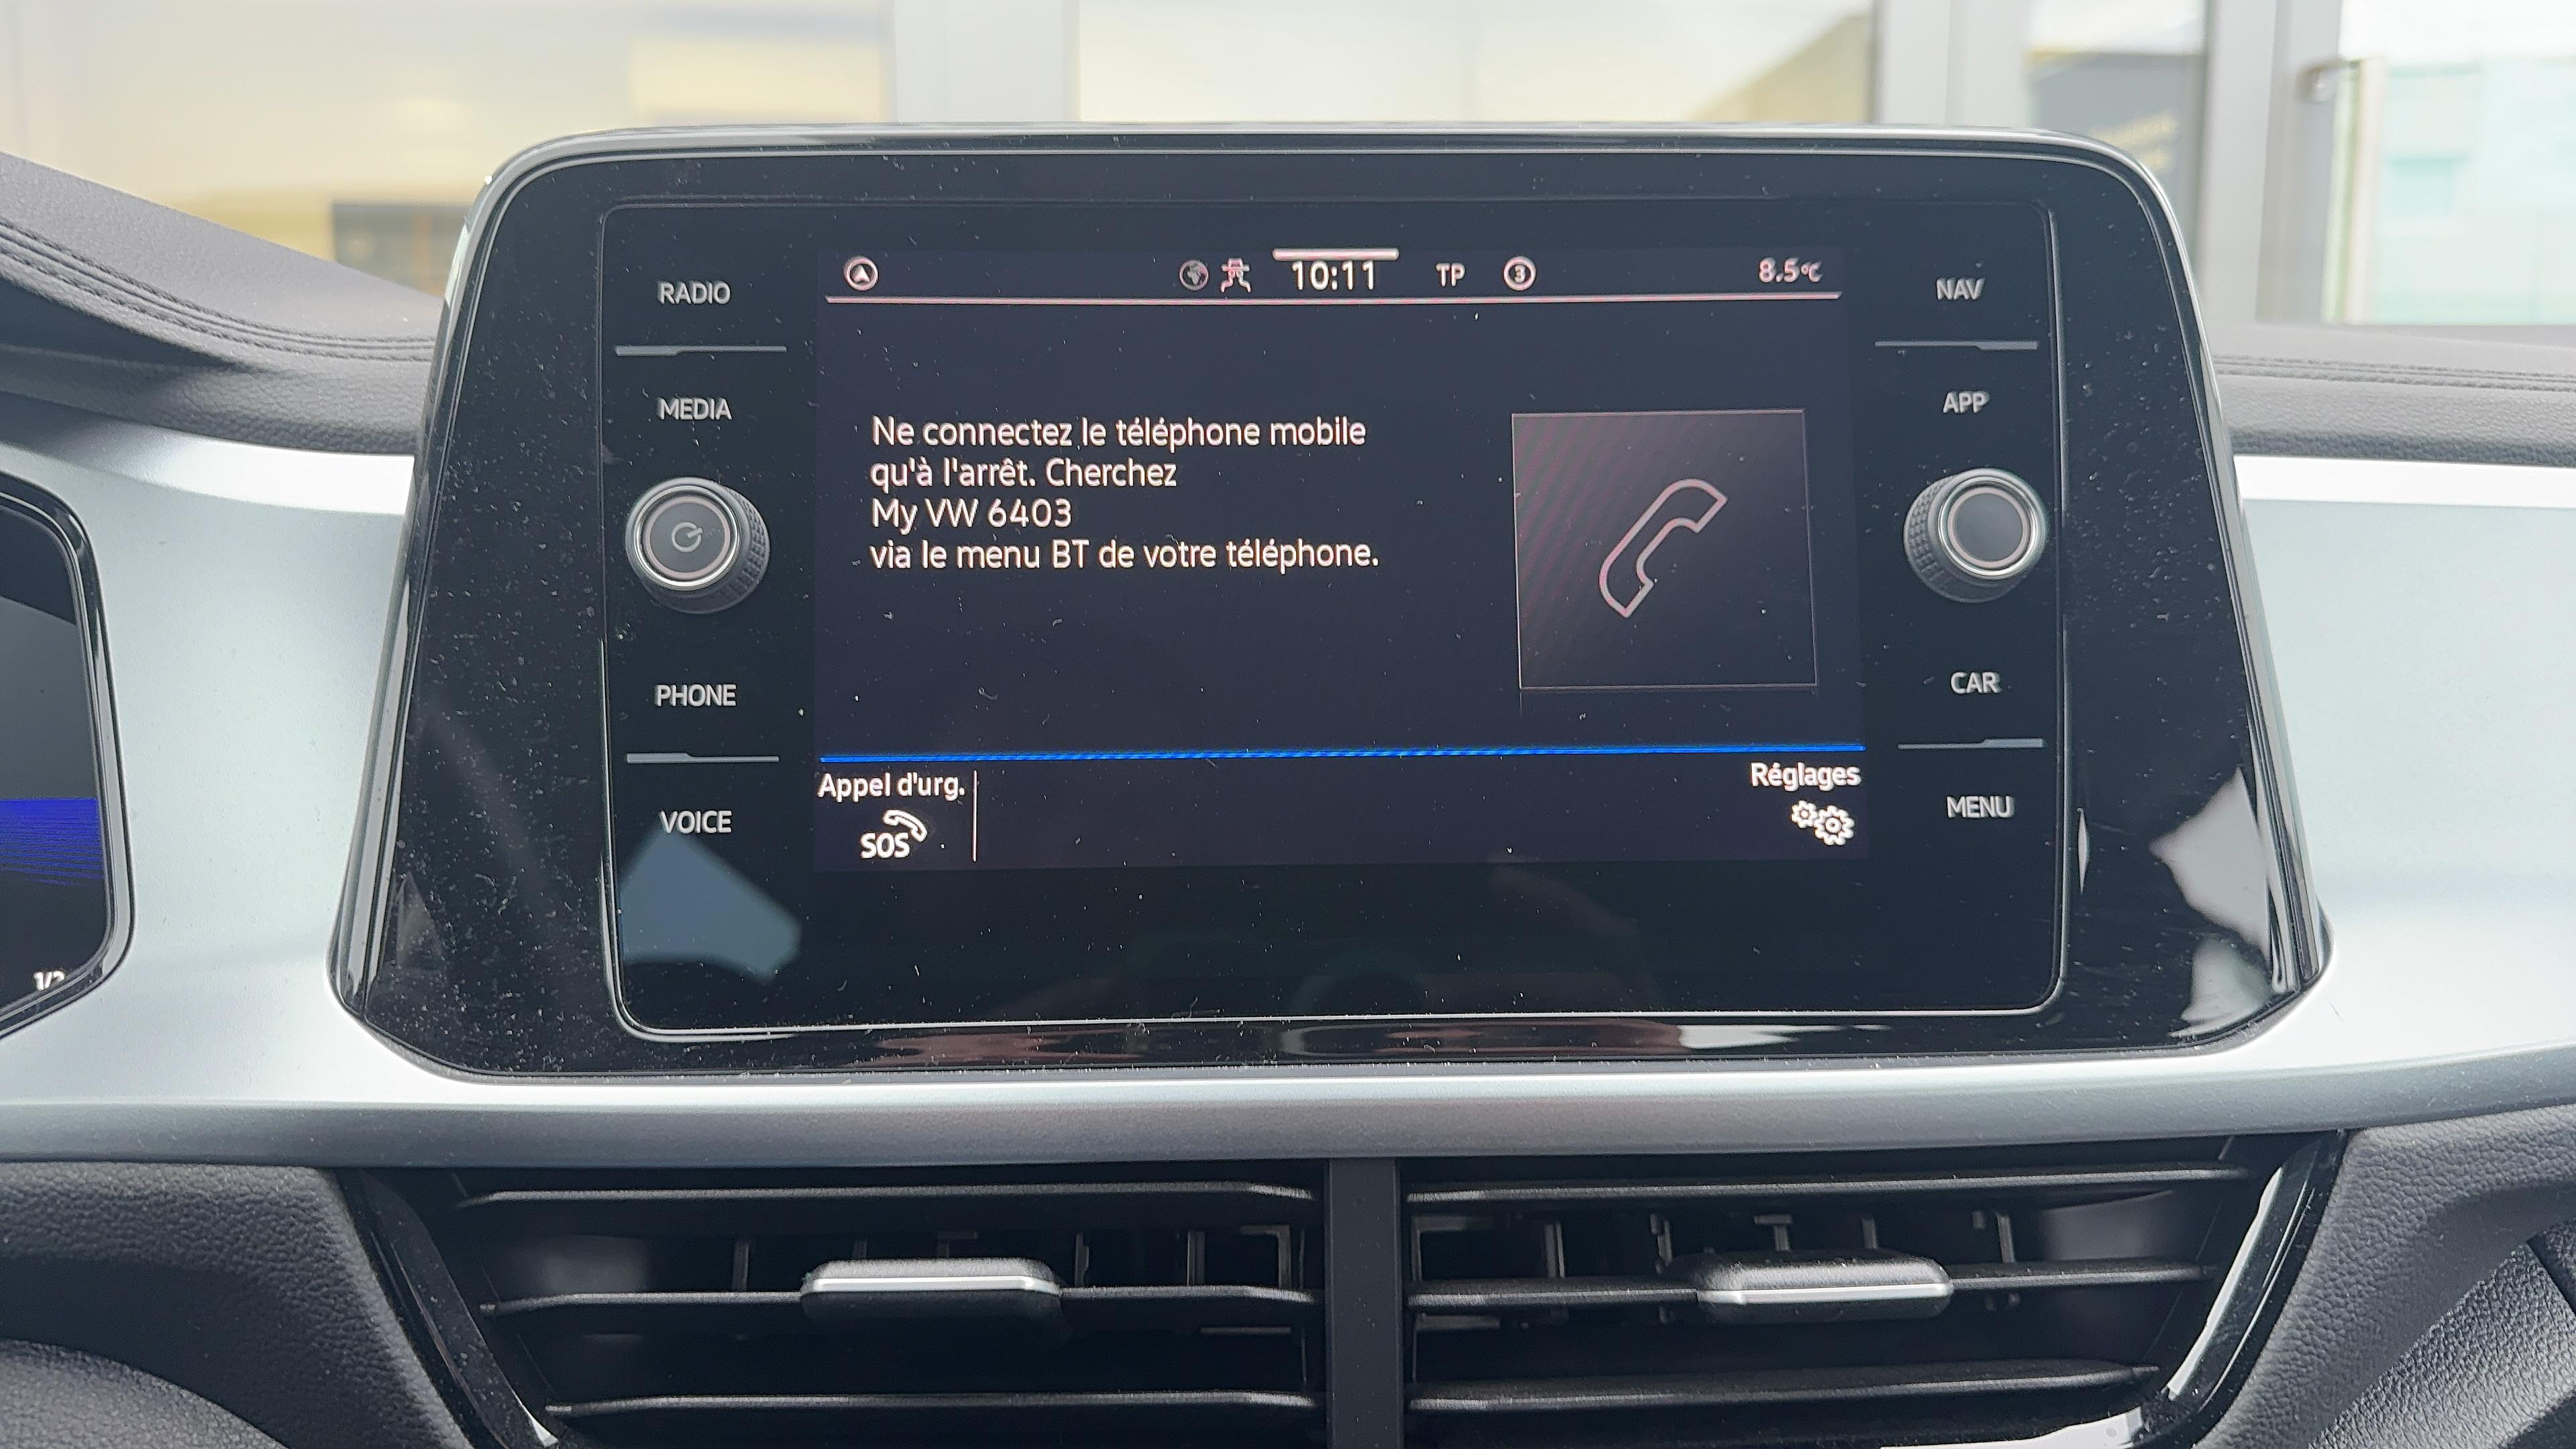 RADIO
MEDIA
PHONE
VOICE
10:11 TP 3 8.5°C
Ne connectez le téléphone mobile
qu'à l'arrêt. Cherchez
My VW 6403
via le menu BT de votre téléphone.
Appel d'urg.
SOS
Réglages
NAV
APP
CAR
MENU